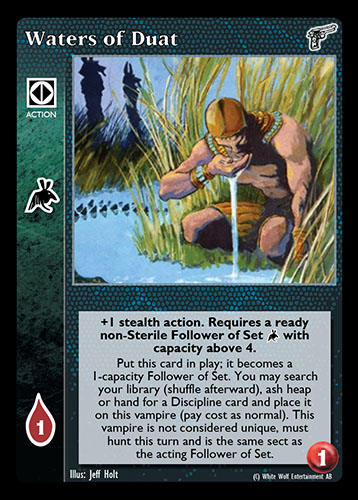 Waters of Duat
ACTION
+1 stealth action. Requires a ready
non-Sterile Follower of Set with
capacity above 4.
Put this card in play; it becomes a
1-capacity Follower of Set. You may search
your library (shuffle afterward), ash heap
or hand for a Discipline card and place it
on this vampire (pay cost as normal). This
vampire is not considered unique, must
hunt this turn and is the same sect as
the acting Follower of Set.
1
1
Illus: Jeff Holt
(C) White Wolf Entertainment AB